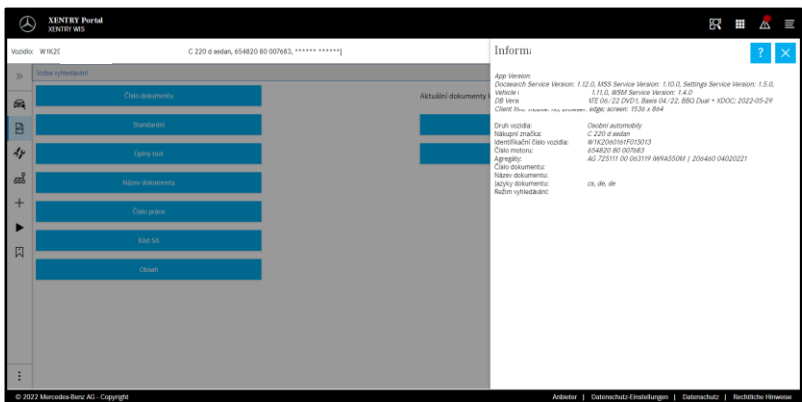 XENTRY Portal
XENTRY WIS
Vozidlo: W1K2 C 220 d sedan, 654820 80 007683, ****** ******]
Volba vyhledávání
Číslo dokumentu
Standardní
Úplný text
Název dokumentu
Číslo práce
Kód SA
Obsah
Aktuální dokumenty
Informa
?
App Version:
Docsearch Service Version: 1.12.0, MSS Service Version: 1.10.0, Settings Service Version: 1.5.0,
Vehicle 1.11.0, WSM Service Version: 1.4.0
DB Vers 06/22 DVD1, Basis 04/22, BBQ Dual + XDOC; 2022-05-29
Client edge; screen: 1536 x 864
Druh vozidla: Osobní automobily
Nákupní značka: C 220 d sedan
Identifikační číslo vozidla: W1K2060161F013013
Číslo motoru: 654820 80 007683
Agregáty: AG 725111 00 063119 IW9A550M | 206460 04020221
Číslo dokumentu:
Název dokumentu:
Jazyky dokumentu: cs, de, de
Režim vyhledávání:
© 2022 Mercedes-Benz AG - Copyright
Anbieter | Datenschutz-Einstellungen | Datenschutz | Rechtliche Hinweise